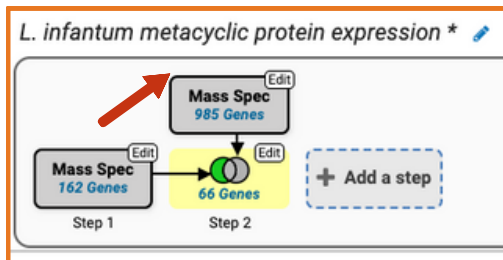 L. infantum metacyclic protein expression *
Edit
Mass Spec
985 Genes
Edit
Mass Spec
162 Genes
Edit
66 Genes
+ Add a step
Step 1
Step 2